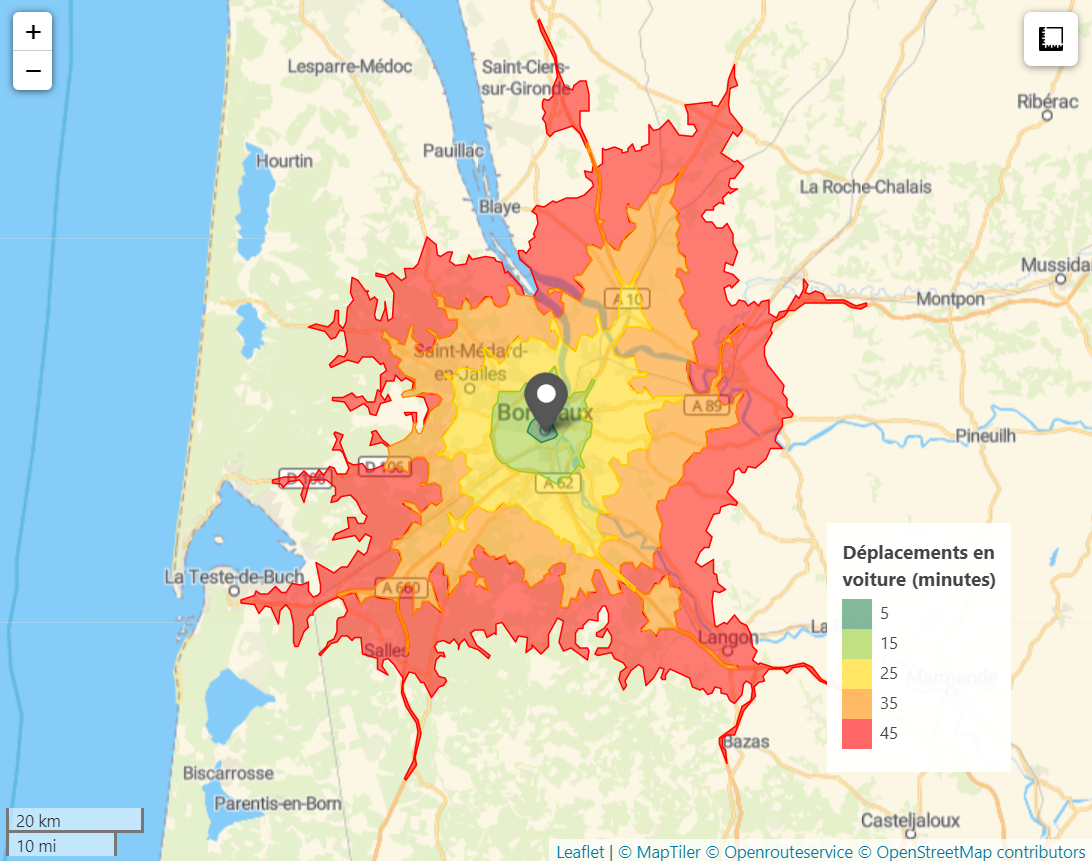 +
−
Lesparre-Médoc
Saint-Ciers-
sur-Gironde
Ribérac
Hourtin
Pauillac
Blaye
La Roche-Chalais
Mussida
Montpon
A 10
Saint-Médard-
en-Jalles
Bordeaux
A 89
Pineuilh
D 106
D 106
A 62
La Teste-de-Buch
A 660
Salles
Langon
La
Marmande
Bazas
Biscarrosse
Parentis-en-Born
Casteljaloux
Déplacements en
voiture (minutes)
5
15
25
35
45
20 km
10 mi
Leaflet | © MapTiler © Openrouteservice © OpenStreetMap contributors